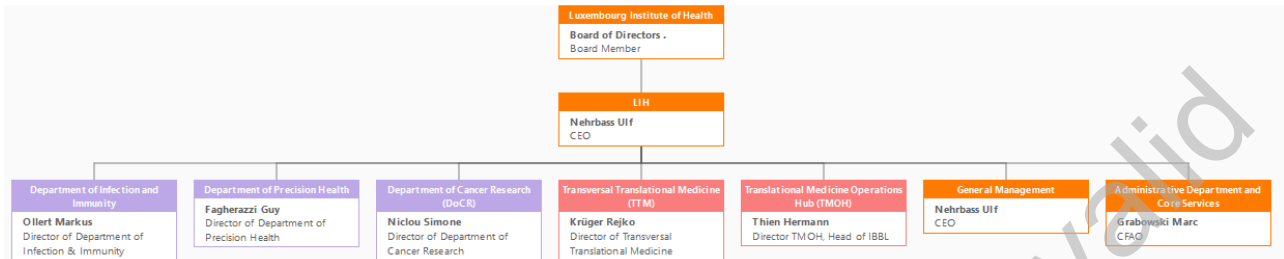 Luxembourg Institute of Health
Board of Directors .
Board Member
LIH
Nehrbass Ulf
CEO
Department of Infection and
Immunity
Ollert Markus
Director of Department of
Infection & Immunity
Department of Precision Health
Fagherazzi Guy
Director of Department of
Precision Health
Department of Cancer Research
(DoCR)
Niclou Simone
Director of Department of
Cancer Research
Transversal Translational Medicine
(TTM)
Krüger Rejko
Director of Transversal
Translational Medicine
Translational Medicine Operations
Hub (TMOH)
Thien Hermann
Director TMOH, Head of IBBL
General Management
Nehrbass Ulf
CEO
Administrative Department and
Core Services
Grabowski Marc
CFAO
valid